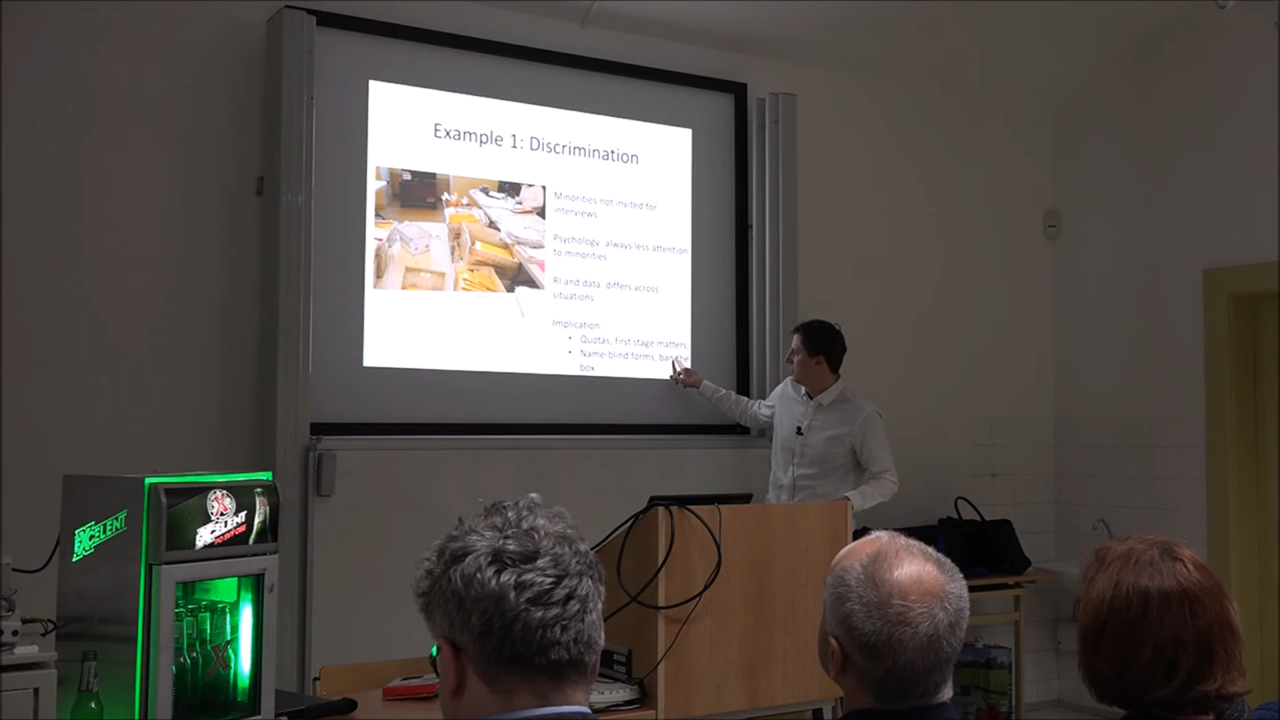 Example 1: Discrimination
Minorities not invited for
interviews
Psychology: always less attention
to minorities
RI and data: differs across
situations
Implication:
• Quotas, first stage matters,
• Name-blind forms, ban the
box
EXCELENT
EXCELENT
X